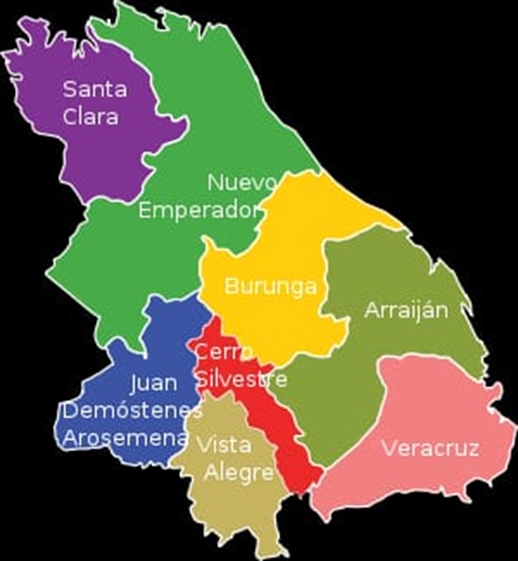 Santa
Clara
Nuevo
Emperador
Burunga
Arraiján
Cerro
Silvestre
Juan
Demóstenes
Arosemena
Vista
Alegre
Veracruz